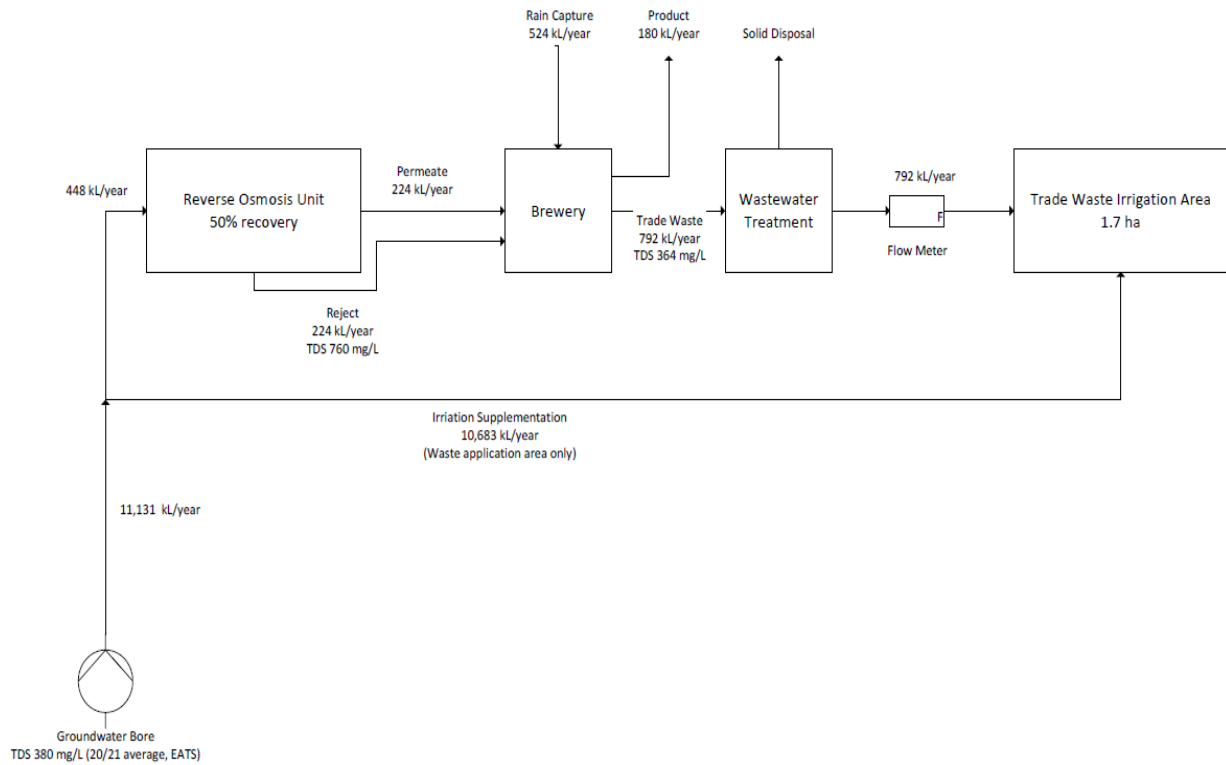 Rain Capture
524 kL/year
Product
180 kL/year
Solid Disposal
448 kL/year
Reverse Osmosis Unit
50% recovery
Permeate
224 kL/year
Brewery
Trade Waste
792 kL/year
TDS 364 mg/L
Wastewater
Treatment
792 kL/year
F
Flow Meter
Trade Waste Irrigation Area
1.7 ha
Reject
224 kL/year
TDS 760 mg/L
Irriation Supplementation
10,683 kL/year
(Waste application area only)
11,131 kL/year
Groundwater Bore
TDS 380 mg/L (20/21 average, EATS)